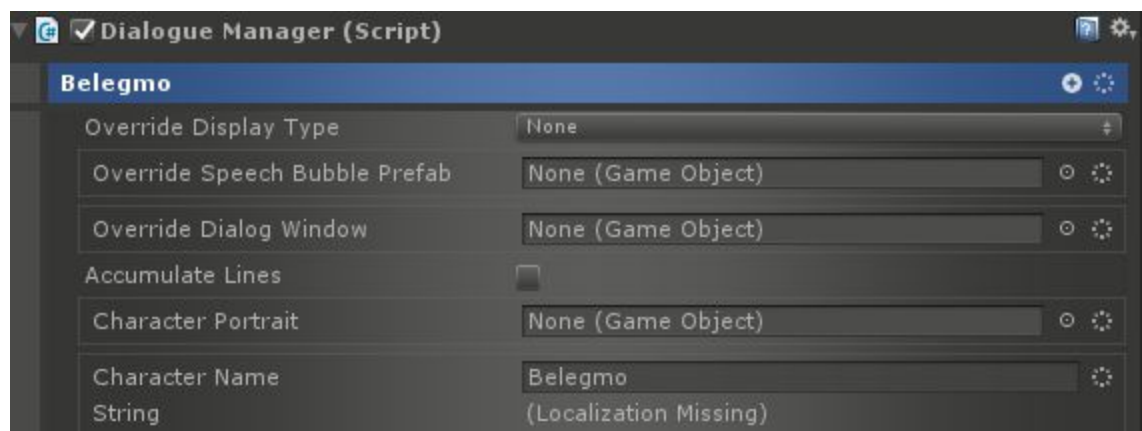 Dialogue Manager (Script)
Belegmo
Override Display Type None
Override Speech Bubble Prefab None (Game Object)
Override Dialog Window None (Game Object)
Accumulate Lines
Character Portrait None (Game Object)
Character Name Belegmo
String (Localization Missing)